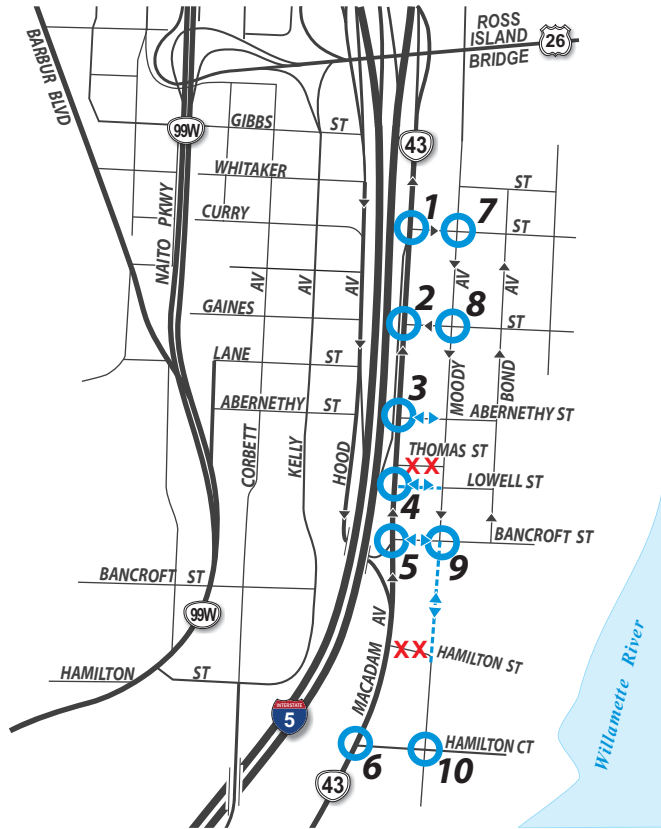 ROSS
ISLAND
BRIDGE
26
BARBUR BLVD
99W
GIBBS ST
43
WHITAKER
ST
CURRY
1
7
ST
NAITO PKWY
AV
AV
AV
AV
AV
GAINES
2
8
ST
LANE ST
3
MOODY
BOND
ABERNETHY ST
ABERNETHY ST
CORBETT
KELLY
HOOD
THOMAS ST
X X
LOWELL ST
4
BANCROFT ST
5
9
BANCROFT ST
99W
MACADAM AV
XX
HAMILTON ST
HAMILTON ST
INTERSTATE
5
Willamette River
6
10
HAMILTON CT
43